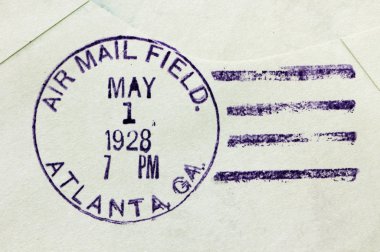 AIR MAIL FIELD.
MAY
1
1928
7 PM
ATLANTA, GA.